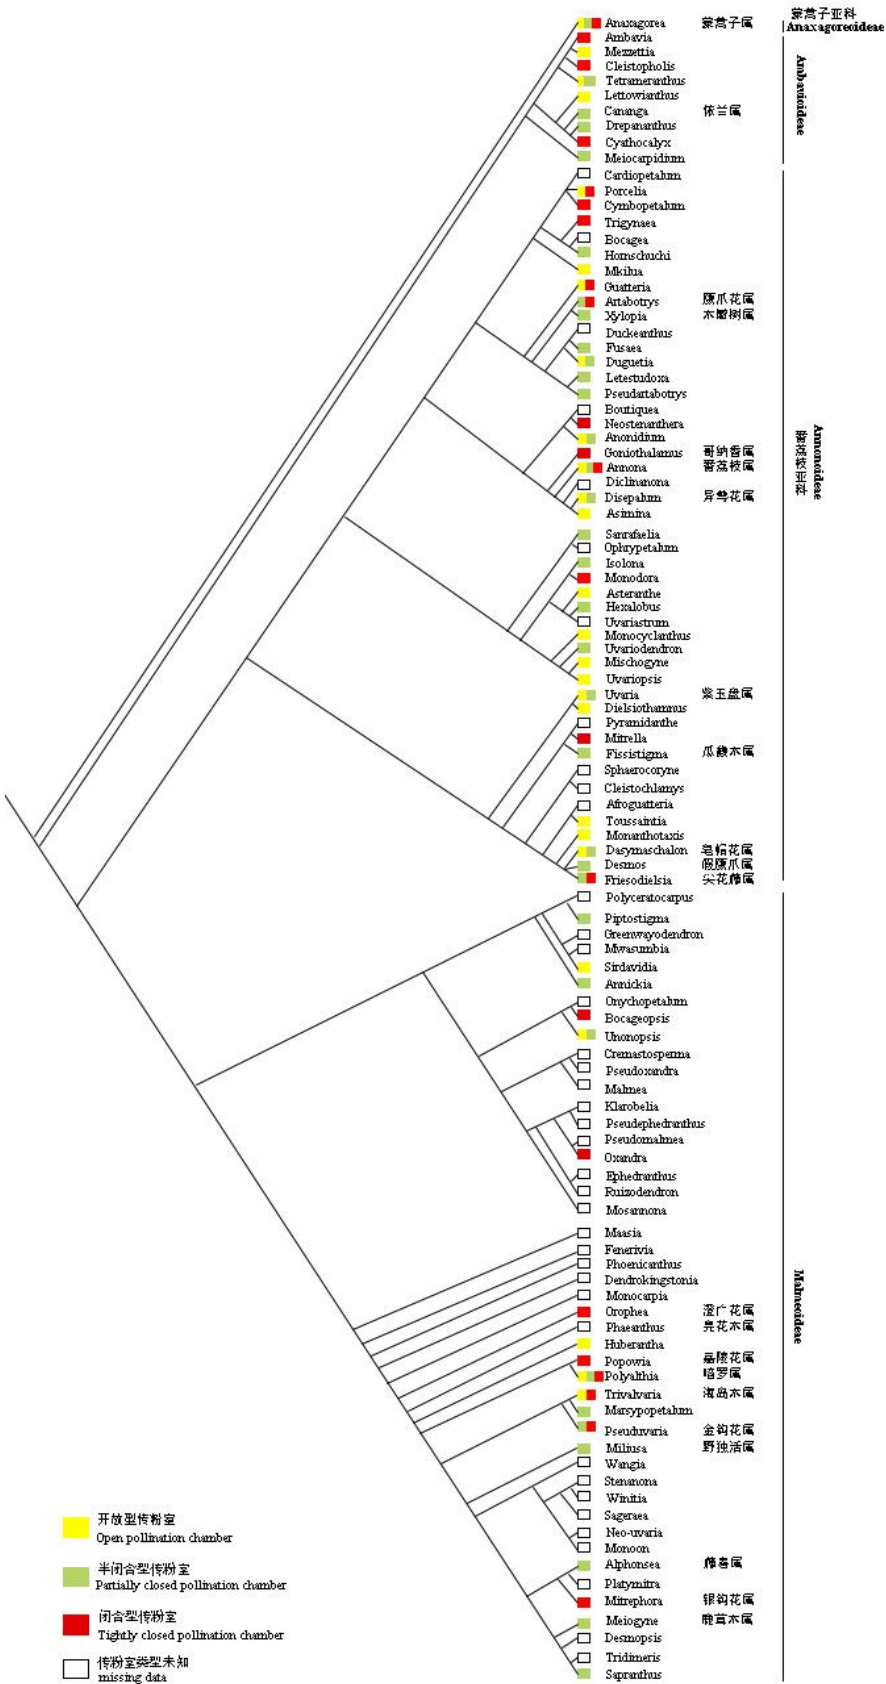 蒙蒿子亚科
Anaxagorea 蒙蒿子属 Anaxagoreoideae
Ambavia
Mezzettia
Cleistopholis
Tetrameranthus
Ambavioideae
Lettowianthus
Cananga 依兰属
Drepananthus
Cyathocalyx
Meiocarpidium
Cardiopetalum
Porcelia
Cymbopetalum
Trigynaea
Bocagea
Hornschuchi
Mkilua
Guatteria
Artabotrys 鹰爪花属
Xylopia 木瓣树属
Duckeanthus
Fusaea
Duguetia
Letestudoxa
Pseudartabotrys
Boutiquea
Neostenanthera
Anonidium
Goniothalamus 哥纳香属
Annona 番荔枝属
Annonoideae
Diclinanona
Disepalum 异萼花属
Asimina
Sanrafaelia
Ophrypetalum
Isolona
Monodora
Asteranthe
Hexalobus
Uvariastrum
Monocyclanthus
Uvariodendron
Mischogyne
Uvariopsis
Uvaria 紫玉盘属
Dielsiothamnus
Pyramidanthe
Mitrella
Fissistigma 瓜馥木属
Sphaerocoryne
Cleistochlamys
Afroguatteria
Toussaintia
Monanthotaxis
Dasymaschalon 皂帽花属
Desmos 假鹰爪属
Friesodielsia 尖花藤属
Polyceratocarpus
Piptostigma
Greenwayodendron
Mwasumbia
Sirdavidia
Annickia
Onychopetalum
Bocageopsis
Unonopsis
Cremastosperma
Pseudoxandra
Malmea
Klarobelia
Pseudephedranthus
Pseudomalmea
Oxandra
Ephedranthus
Ruizodendron
Mosannona
Maasia
Fenerivia
Phoenicanthus
Dendrokingstonia
Malmeoideae
Monocarpia
Orophea 澄广花属
Phaeanthus 亮花木属
Huberantha
Popowia 嘉陵花属
Polyalthia 暗罗属
Trivalvaria 海岛木属
Marsypopetalum
Pseuduvaria 金钩花属
Miliusa 野独活属
Wangia
Stenanona
Winitia
Sageraea
Neo-uvaria
Monoon
Alphonsea 藤春属
Platymitra
Mitrephora 银钩花属
Meiogyne 鹿茸木属
Desmopsis
Tridimeris
Sapranthus
开放型传粉室
Open pollination chamber
半闭合型传粉室
Partially closed pollination chamber
闭合型传粉室
Tightly closed pollination chamber
传粉室类型未知
missing data